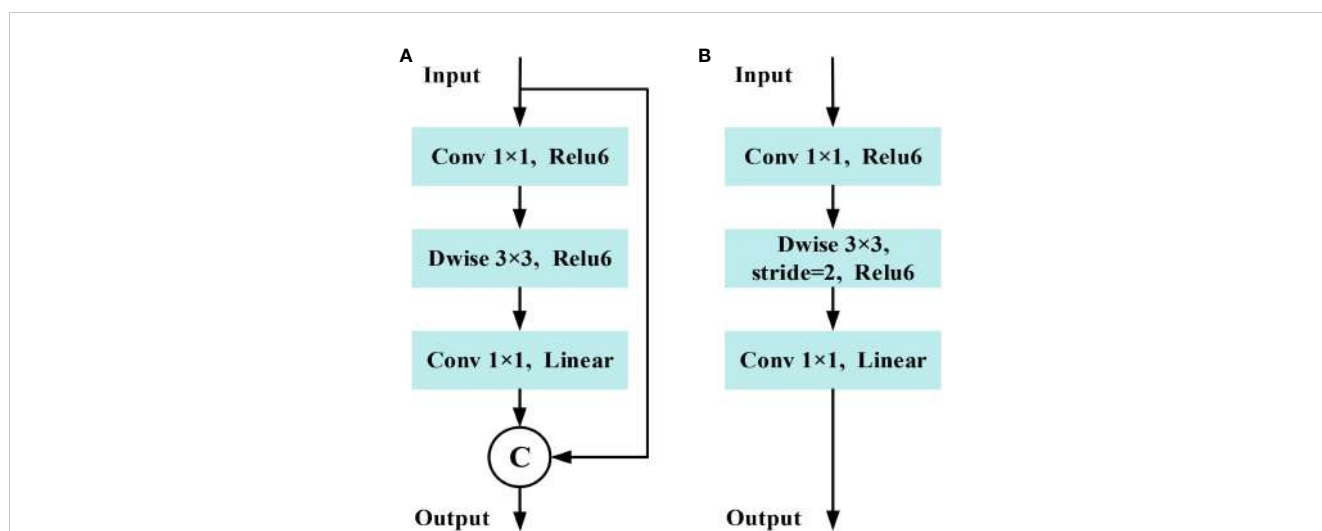 A
Input
Conv 1×1, Relu6
Dwise 3×3, Relu6
Conv 1×1, Linear
C
Output
B
Input
Conv 1×1, Relu6
Dwise 3×3,
stride=2, Relu6
Conv 1×1, Linear
Output